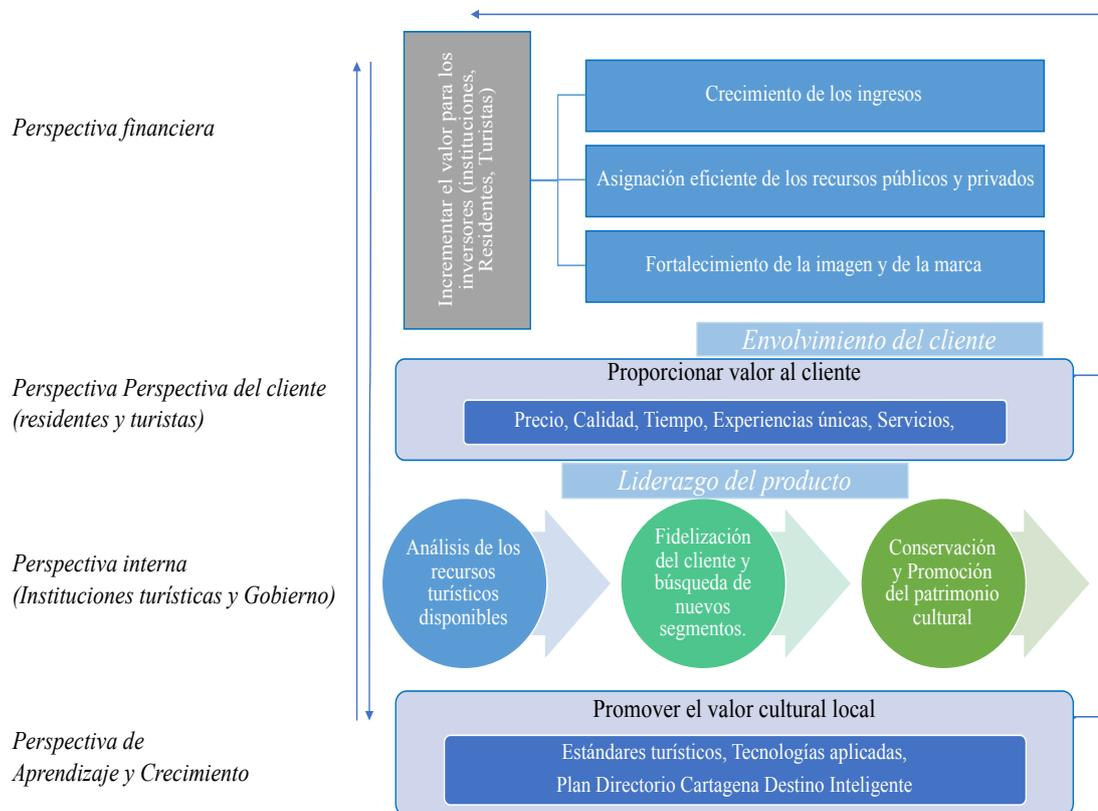 Perspectiva financiera
Incrementar el valor para los
inversores (instituciones,
Residentes, Turistas)
Crecimiento de los ingresos
Asignación eficiente de los recursos públicos y privados
Fortalecimiento de la imagen y de la marca
Envolvimiento del cliente
Perspectiva Perspectiva del cliente
(residentes y turistas)
Proporcionar valor al cliente
Precio, Calidad, Tiempo, Experiencias únicas, Servicios,
Liderazgo del producto
Perspectiva interna
(Instituciones turísticas y Gobierno)
Análisis de los
recursos
turísticos
disponibles
Fidelización
del cliente y
búsqueda de
nuevos
segmentos.
Conservación
y Promoción
del patrimonio
cultural
Perspectiva de
Aprendizaje y Crecimiento
Promover el valor cultural local
Estándares turísticos, Tecnologías aplicadas,
Plan Directorio Cartagena Destino Inteligente